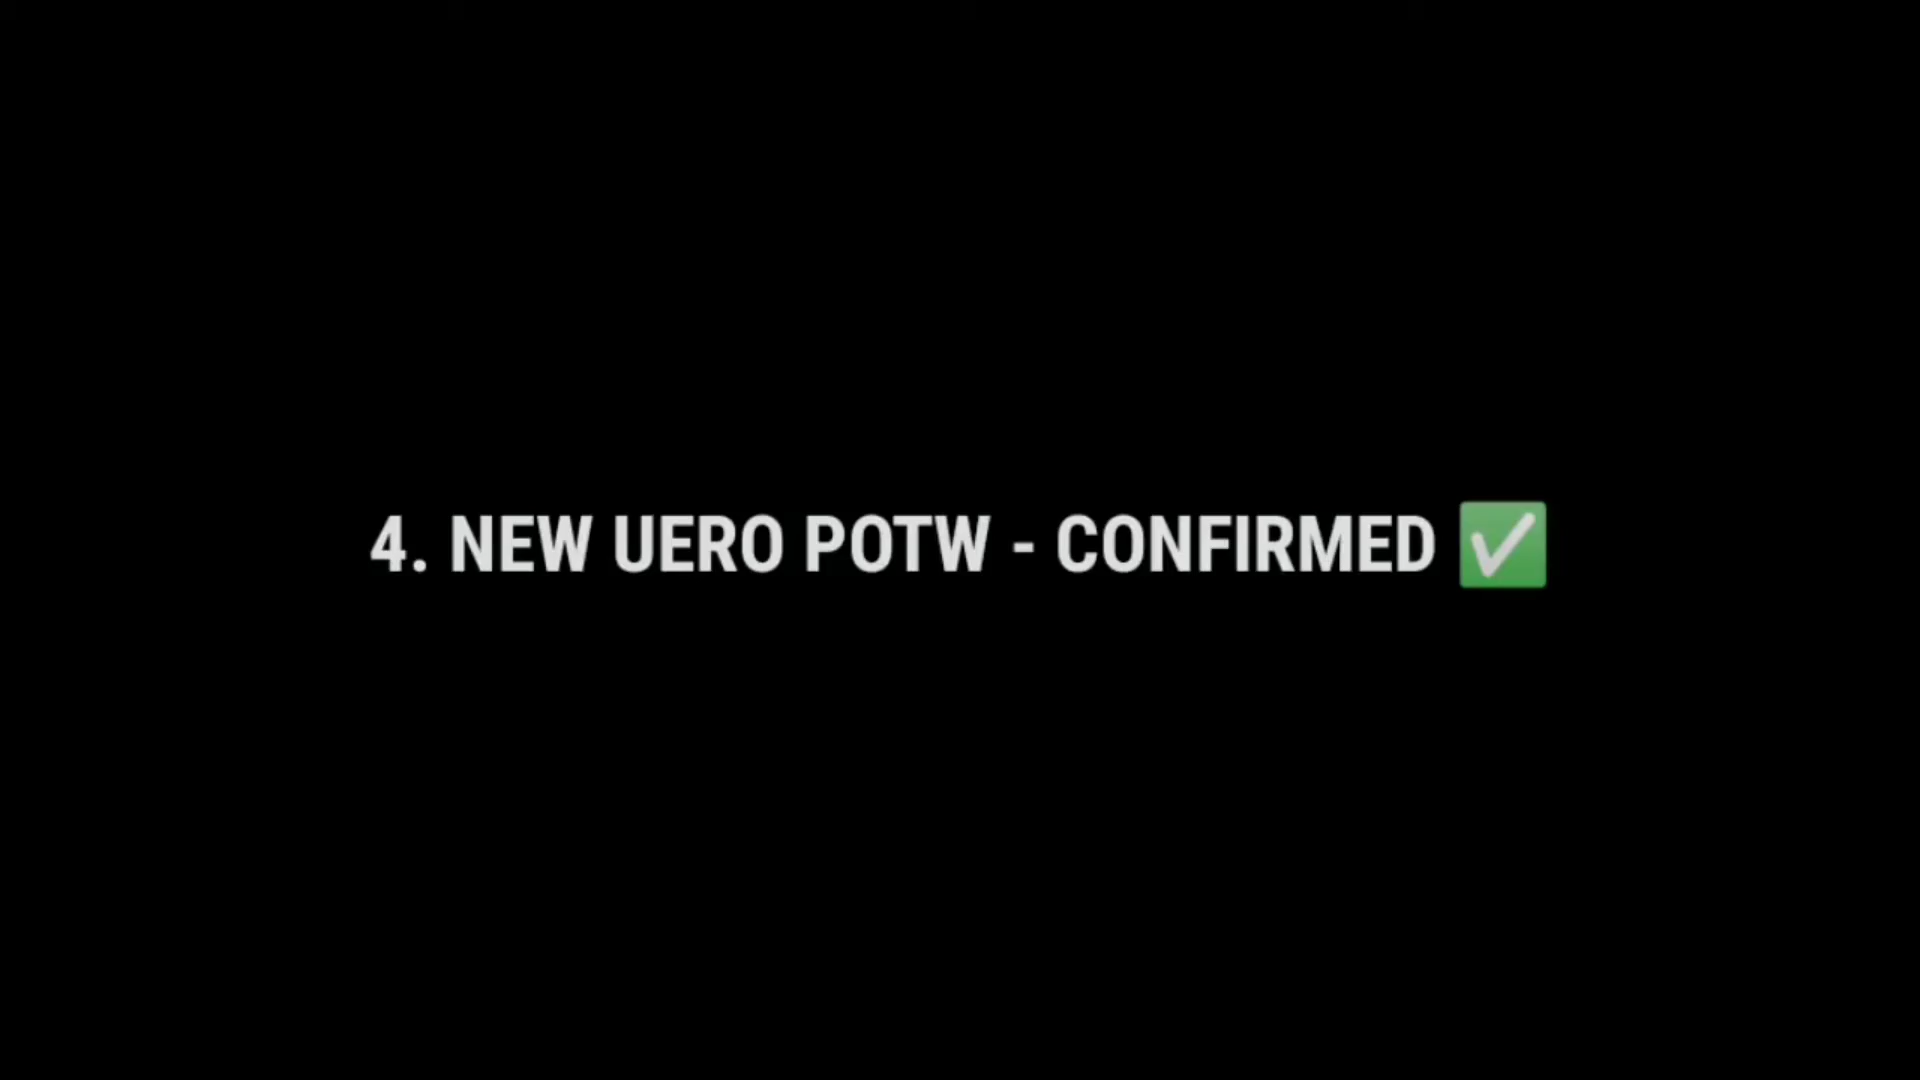 4. NEW UERO POTW - CONFIRMED ✅